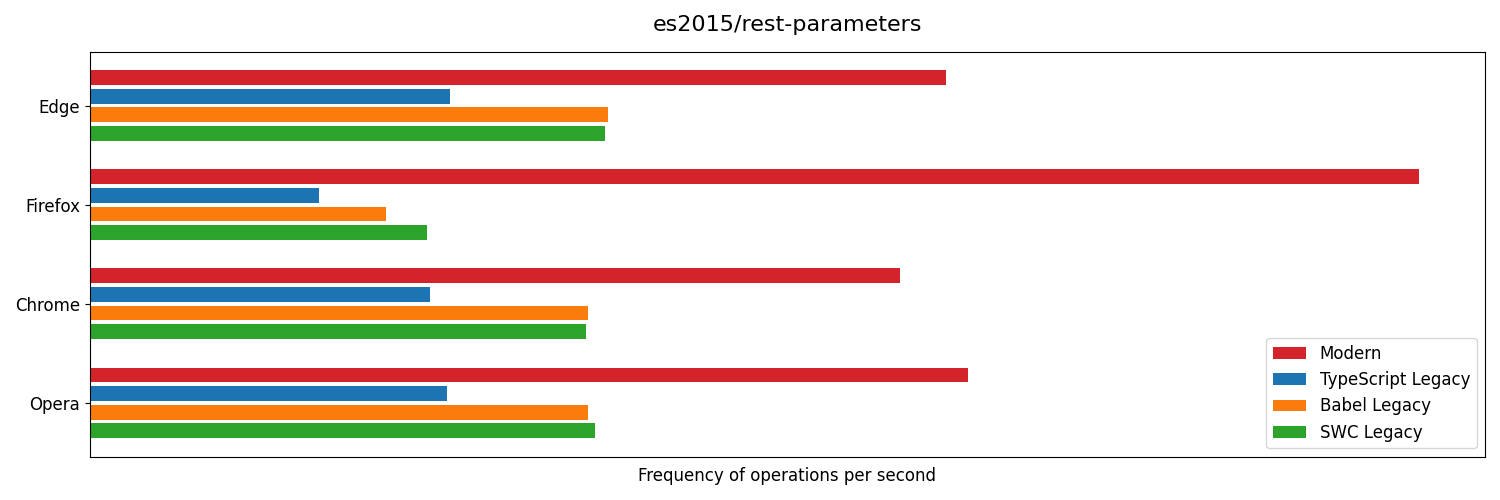 es2015/rest-parameters
Edge
Firefox
Chrome
Opera
Modern
TypeScript Legacy
Babel Legacy
SWC Legacy
Frequency of operations per second